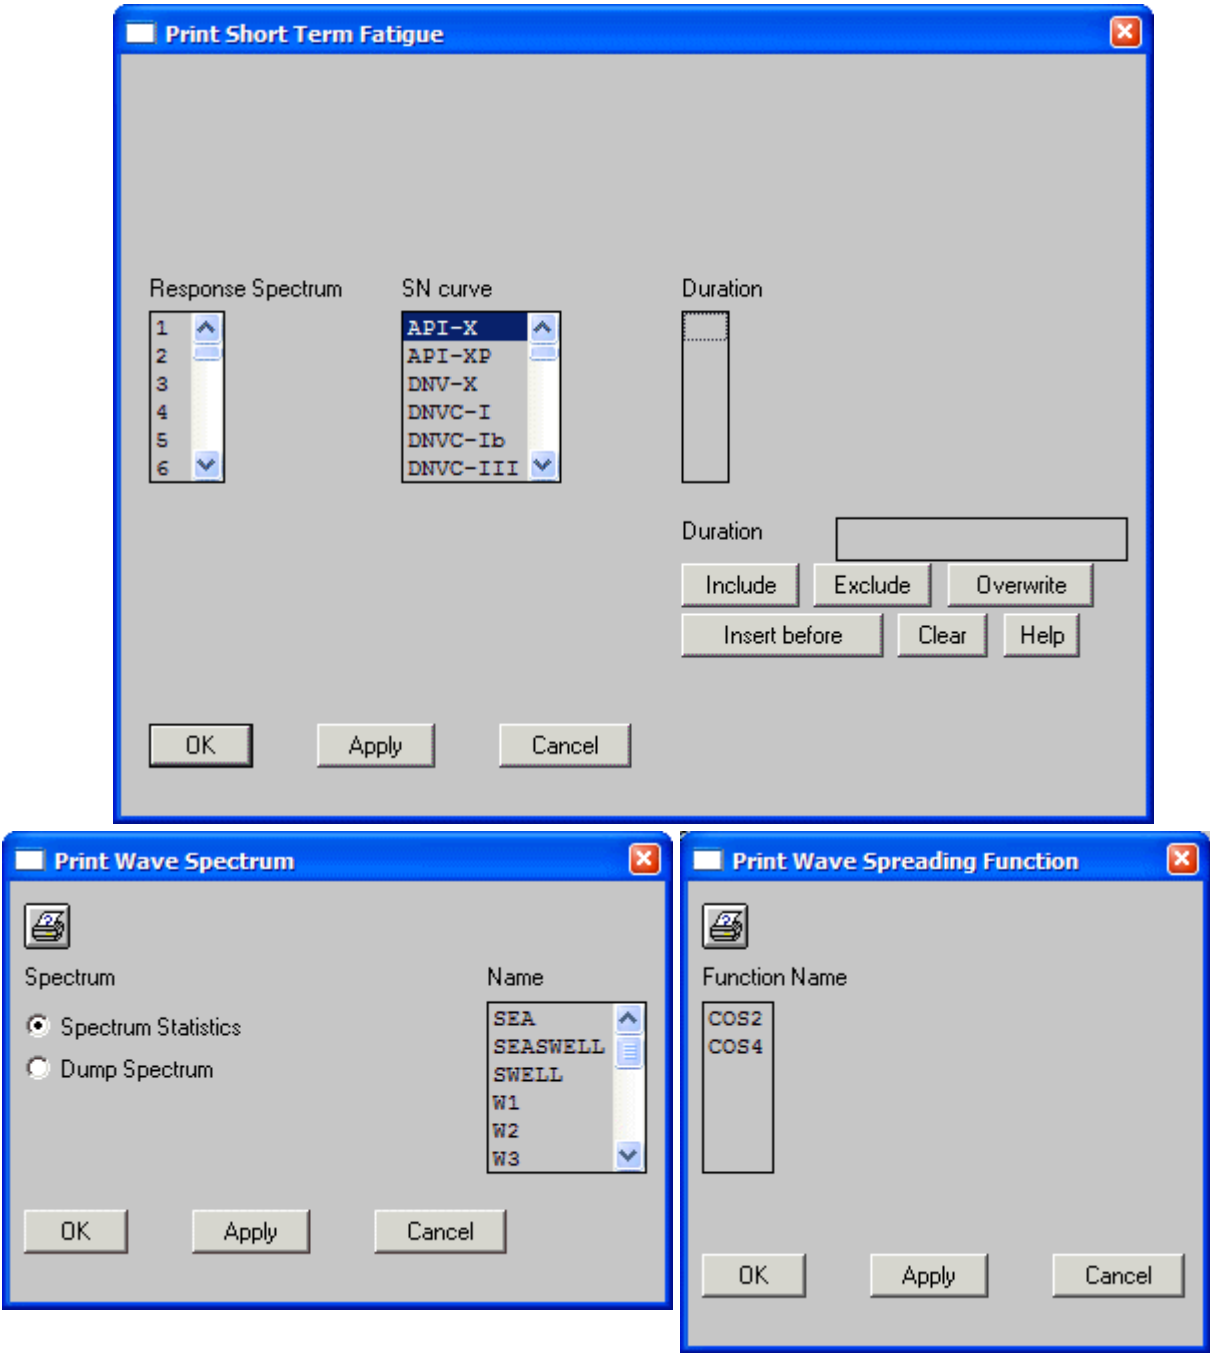 Print Short Term Fatigue
Response Spectrum SN curve Duration
1 API-X
2 API-XP
3 DNV-X
4 DNVC-I
5 DNVC-Ib
6 DNVC-III
Duration
Include Exclude Overwrite
Insert before Clear Help
OK Apply Cancel
Print Wave Spectrum
Spectrum Name
Spectrum Statistics
Dump Spectrum
SEA
SEASWELL
SWELL
W1
W2
W3
OK Apply Cancel
Print Wave Spreading Function
Function Name
COS2
COS4
OK Apply Cancel